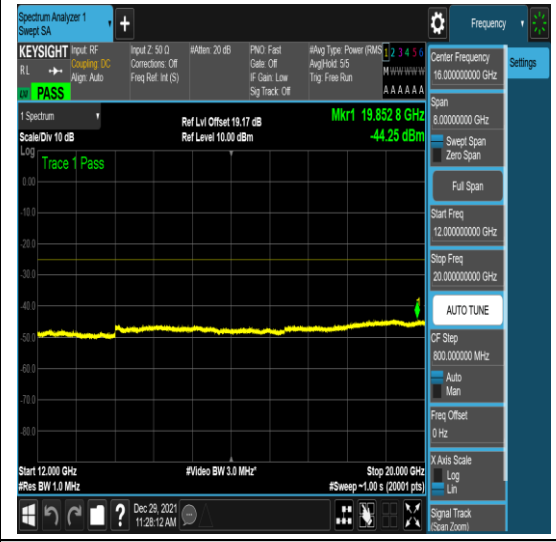 Spectrum Analyzer 1
Swept SA
+
Frequency
KEYSIGHT
Input: RF
Input Z: 50 Ω
#Atten: 20 dB
PNO: Fast
#Avg Type: Power (RMS
1 2 3 4 5 6
RL
Coupling: DC
Corrections: Off
Gate: Off
Avg|Hold: 5/5
M W W W W W
Align: Auto
Freq Ref: Int (S)
IF Gain: Low
Trig: Free Run
Sig Track: Off
A A A A A A
LXI
PASS
1 Spectrum
Scale/Div 10 dB
Ref Lvl Offset 19.17 dB
Ref Level 10.00 dBm
Mkr1 19.852 8 GHz
-44.25 dBm
Log
Trace 1 Pass
0.00
-10.0
-20.0
-30.0
-40.0
-50.0
-60.0
-70.0
-80.0
1
Start 12.000 GHz
#Res BW 1.0 MHz
#Video BW 3.0 MHz*
Stop 20.000 GHz
#Sweep ~1.00 s (20001 pts)
?
Dec 29, 2021
11:28:12 AM
Center Frequency
16.000000000 GHz
Settings
Span
8.00000000 GHz
Swept Span
Zero Span
Full Span
Start Freq
12.000000000 GHz
Stop Freq
20.000000000 GHz
AUTO TUNE
CF Step
800.000000 MHz
Auto
Man
Freq Offset
0 Hz
X Axis Scale
Log
Lin
Signal Track
(Span Zoom)